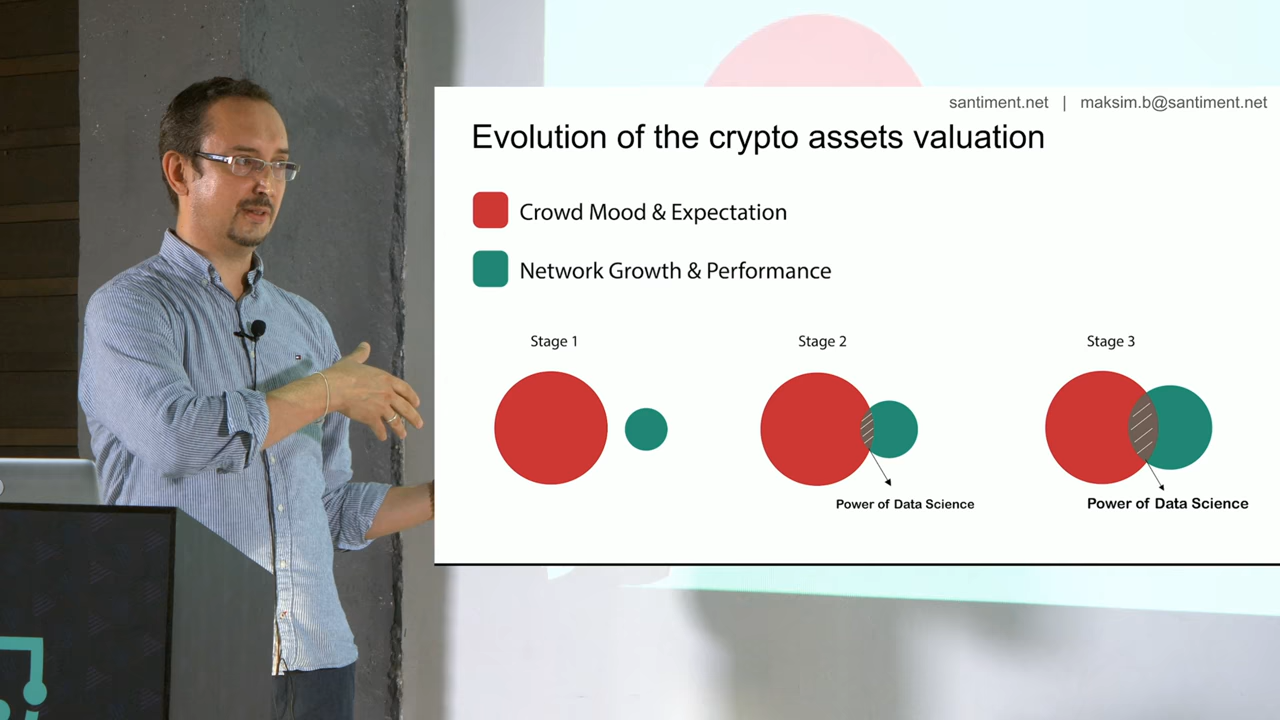 santiment.net | maksim.b@santiment.net
Evolution of the crypto assets valuation
Crowd Mood & Expectation
Network Growth & Performance
Stage 1
Stage 2
Stage 3
Power of Data Science
Power of Data Science